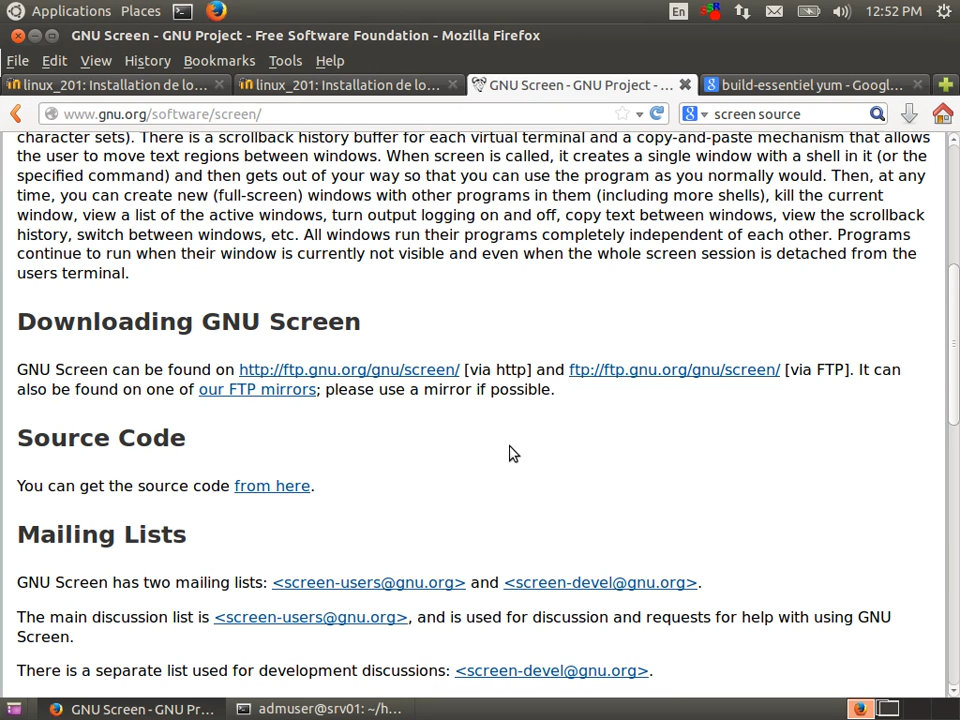 Applications Places En 12:52 PM
GNU Screen - GNU Project - Free Software Foundation - Mozilla Firefox
File Edit View History Bookmarks Tools Help
linux_201: Installation de lo... linux_201: Installation de lo... GNU Screen - GNU Project - ... build-essentiel yum - Googl...
www.gnu.org/software/screen/ screen source
character sets). There is a scrollback history buffer for each virtual terminal and a copy-and-paste mechanism that allows
the user to move text regions between windows. When screen is called, it creates a single window with a shell in it (or the
specified command) and then gets out of your way so that you can use the program as you normally would. Then, at any
time, you can create new (full-screen) windows with other programs in them (including more shells), kill the current
window, view a list of the active windows, turn output logging on and off, copy text between windows, view the scrollback
history, switch between windows, etc. All windows run their programs completely independent of each other. Programs
continue to run when their window is currently not visible and even when the whole screen session is detached from the
users terminal.
Downloading GNU Screen
GNU Screen can be found on http://ftp.gnu.org/gnu/screen/ [via http] and ftp://ftp.gnu.org/gnu/screen/ [via FTP]. It can
also be found on one of our FTP mirrors; please use a mirror if possible.
Source Code
You can get the source code from here.
Mailing Lists
GNU Screen has two mailing lists: <screen-users@gnu.org> and <screen-devel@gnu.org>.
The main discussion list is <screen-users@gnu.org>, and is used for discussion and requests for help with using GNU
Screen.
There is a separate list used for development discussions: <screen-devel@gnu.org>.
GNU Screen - GNU Pr... admuser@srv01: ~/h...